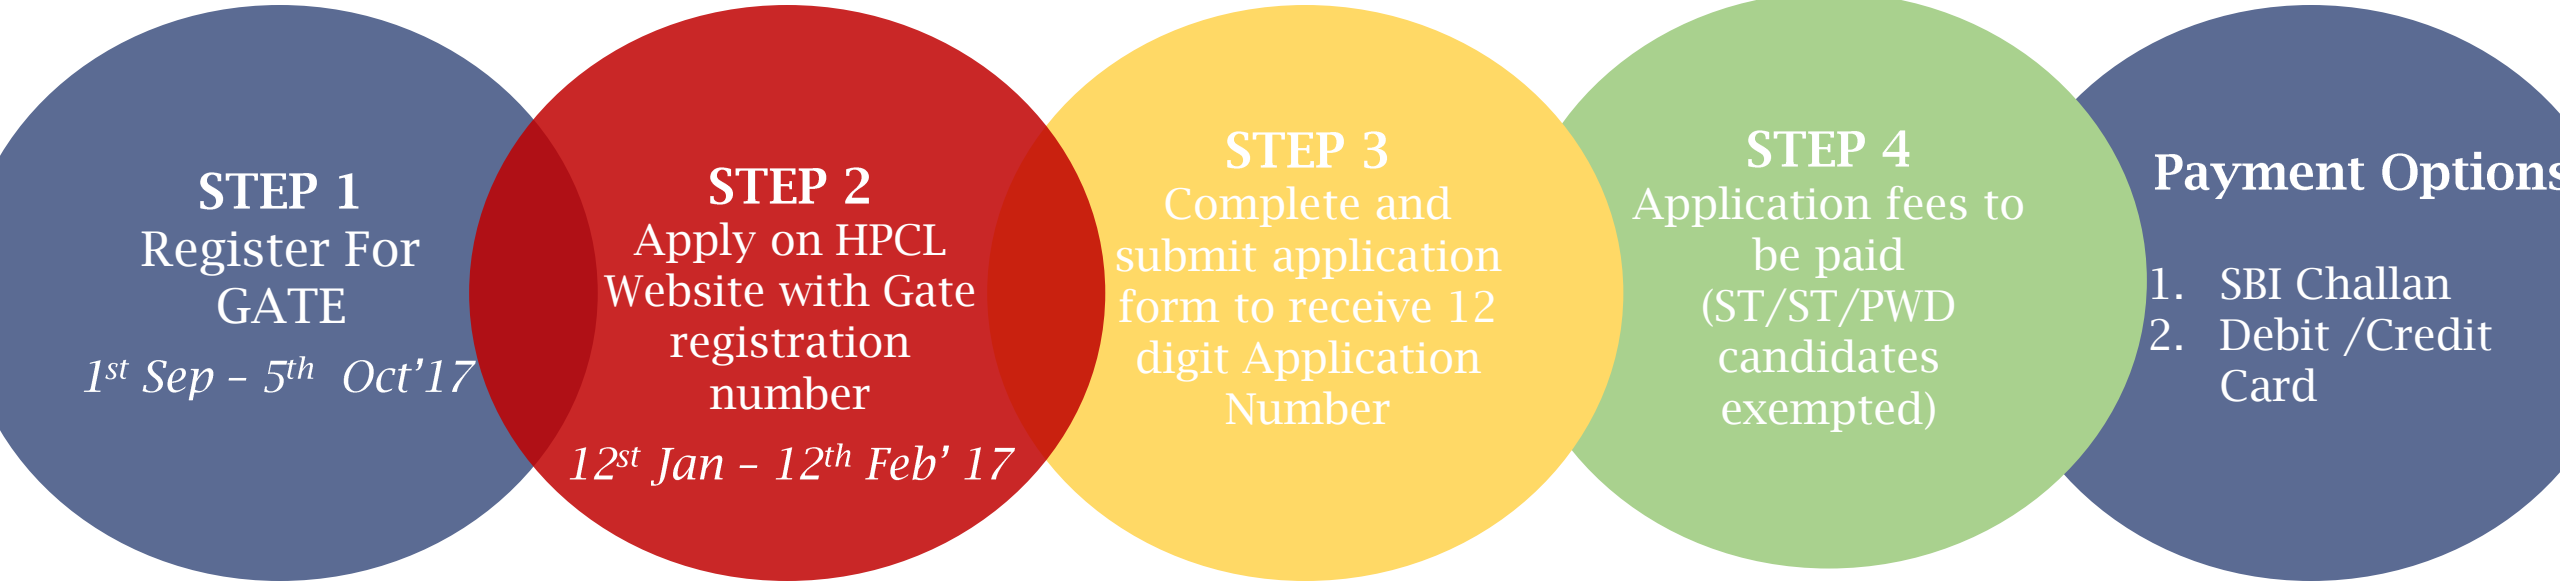 STEP 1
Register For
GATE
1st Sep – 5th Oct’17
STEP 2
Apply on HPCL
Website with Gate
registration
number
12st Jan – 12th Feb’ 17
STEP 3
Complete and
submit application
form to receive 12
digit Application
Number
STEP 4
Application fees to
be paid
(ST/ST/PWD
candidates
exempted)
Payment Options
1. SBI Challan
2. Debit /Credit
Card